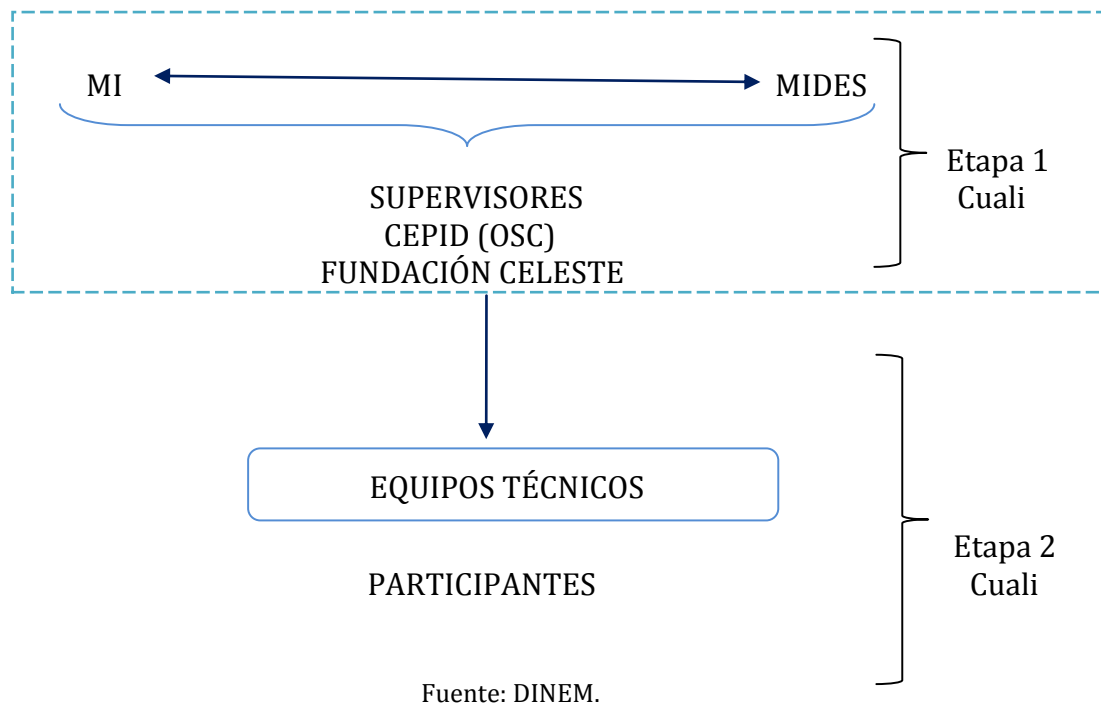 MI
MIDES
Etapa 1
Cuali
SUPERVISORES
CEPID (OSC)
FUNDACIÓN CELESTE
EQUIPOS TÉCNICOS
PARTICIPANTES
Etapa 2
Cuali
Fuente: DINEM.